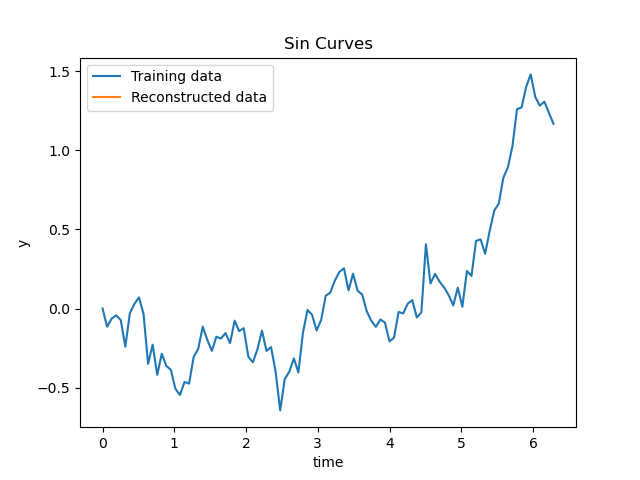 Sin Curves
Training data
Reconstructed data
1.5
1.0
0.5
0.0
−0.5
y
0 1 2 3 4 5 6
time